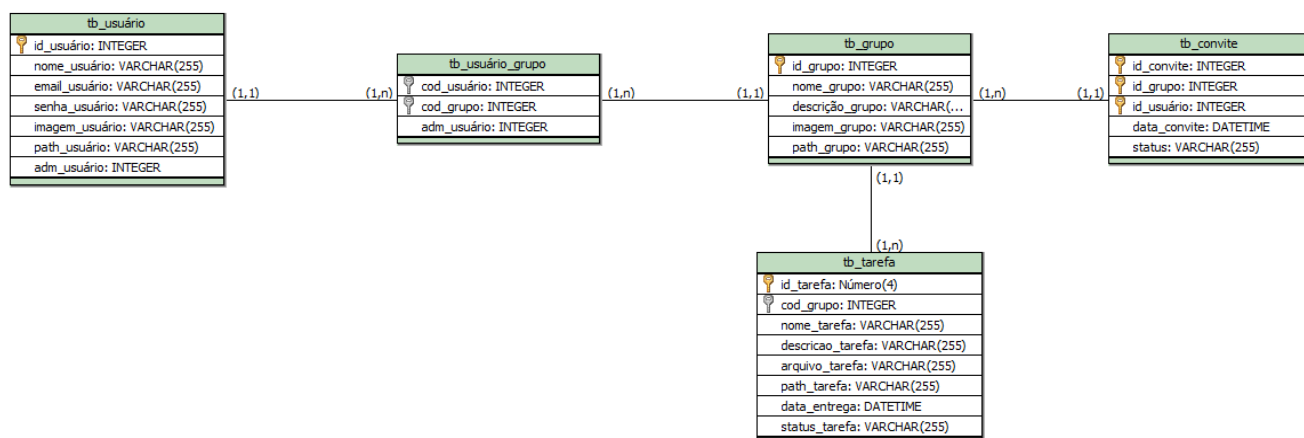 tb_usuário
id_usuário: INTEGER
nome_usuário: VARCHAR(255)
email_usuário: VARCHAR(255)
senha_usuário: VARCHAR(255)
imagem_usuário: VARCHAR(255)
path_usuário: VARCHAR(255)
adm_usuário: INTEGER
(1,1)
(1,n)
tb_usuário_grupo
cod_usuário: INTEGER
cod_grupo: INTEGER
adm_usuário: INTEGER
(1,n)
(1,1)
tb_grupo
id_grupo: INTEGER
nome_grupo: VARCHAR(255)
descrição_grupo: VARCHAR(...
imagem_grupo: VARCHAR(255)
path_grupo: VARCHAR(255)
(1,n)
(1,1)
tb_convite
id_convite: INTEGER
id_grupo: INTEGER
id_usuário: INTEGER
data_convite: DATETIME
status: VARCHAR(255)
(1,1)
(1,n)
tb_tarefa
id_tarefa: Número(4)
cod_grupo: INTEGER
nome_tarefa: VARCHAR(255)
descricao_tarefa: VARCHAR(255)
arquivo_tarefa: VARCHAR(255)
path_tarefa: VARCHAR(255)
data_entrega: DATETIME
status_tarefa: VARCHAR(255)